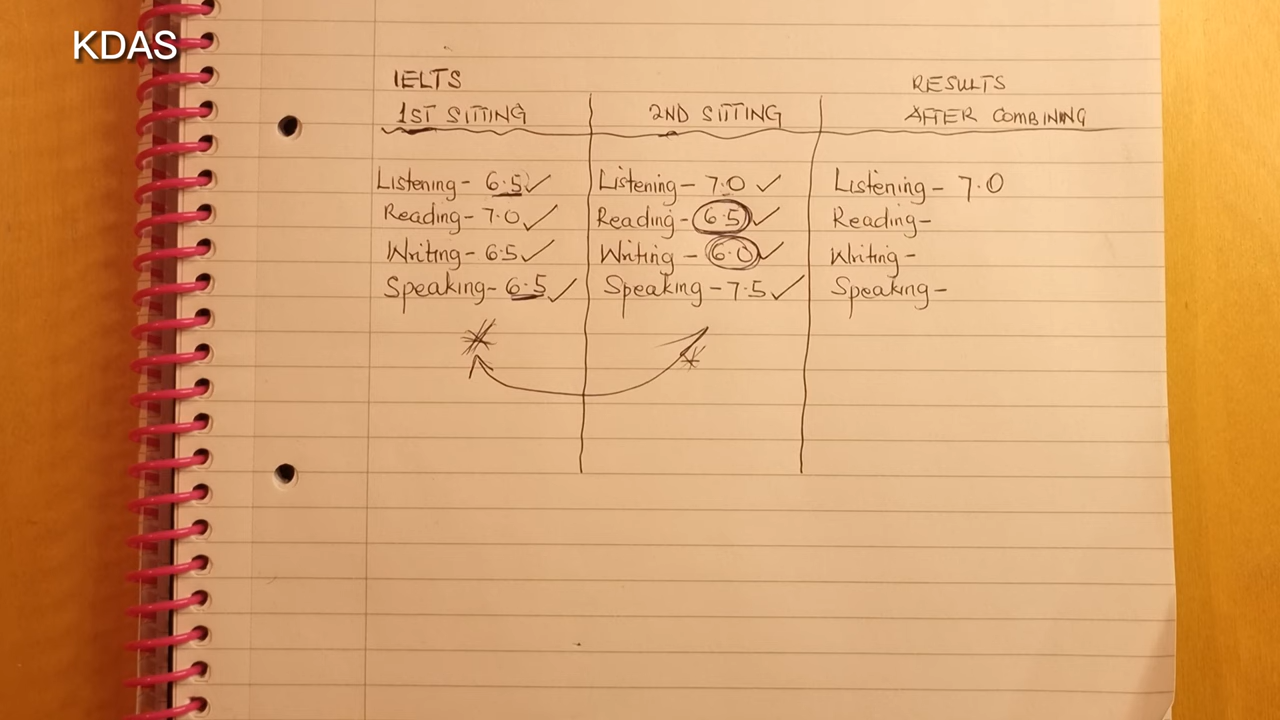 KDAS
IELTS
1ST SITTING
Listening - 6.5 ✓
Reading - 7.0 ✓
Writing - 6.5 ✓
Speaking - 6.5 ✓
2ND SITTING
Listening - 7.0 ✓
Reading - 6.5 ✓
Writing - 6.0 ✓
Speaking - 7.5 ✓
RESULTS
AFTER COMBINING
Listening - 7.0
Reading -
Writing -
Speaking -